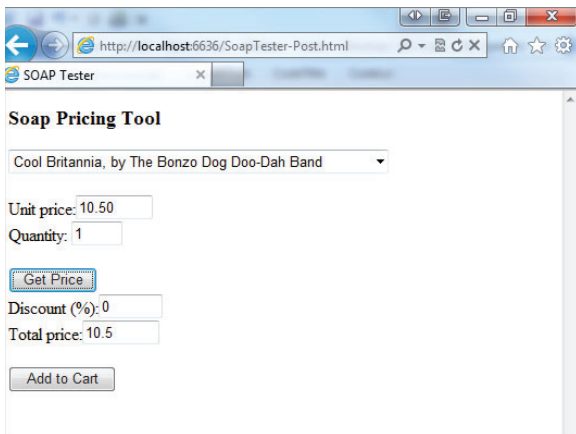 http://localhost:6636/SoapTester-Post.html
SOAP Tester
Soap Pricing Tool
Cool Britannia, by The Bonzo Dog Doo-Dah Band
Unit price: 10.50
Quantity: 1
Get Price
Discount (%): 0
Total price: 10.5
Add to Cart